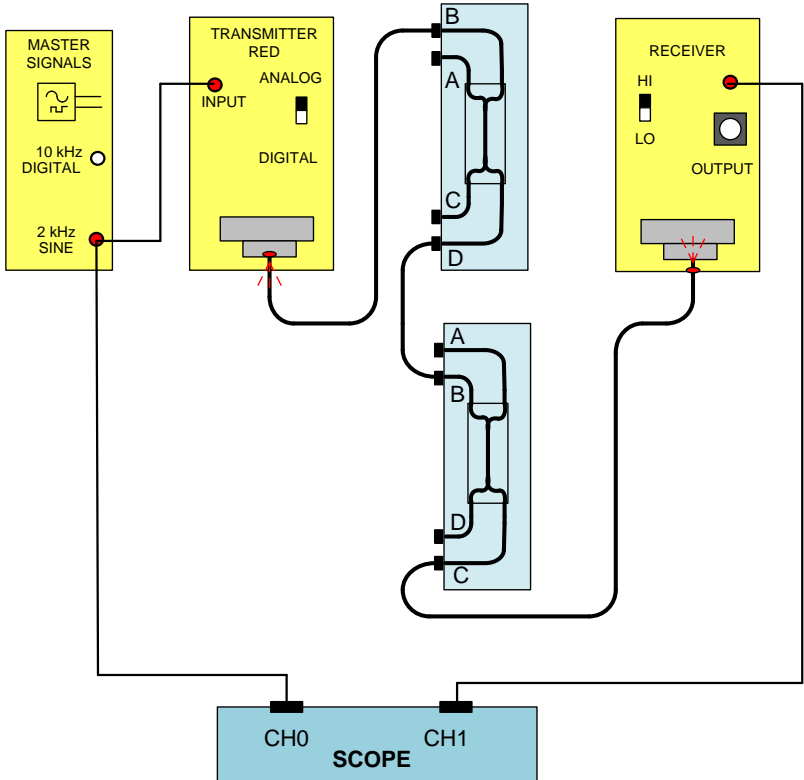 MASTER
SIGNALS
10 kHz
DIGITAL
2 kHz
SINE
TRANSMITTER
RED
ANALOG
INPUT
DIGITAL
B
A
C
D
RECEIVER
HI
LO
OUTPUT
A
B
D
C
CH0
CH1
SCOPE